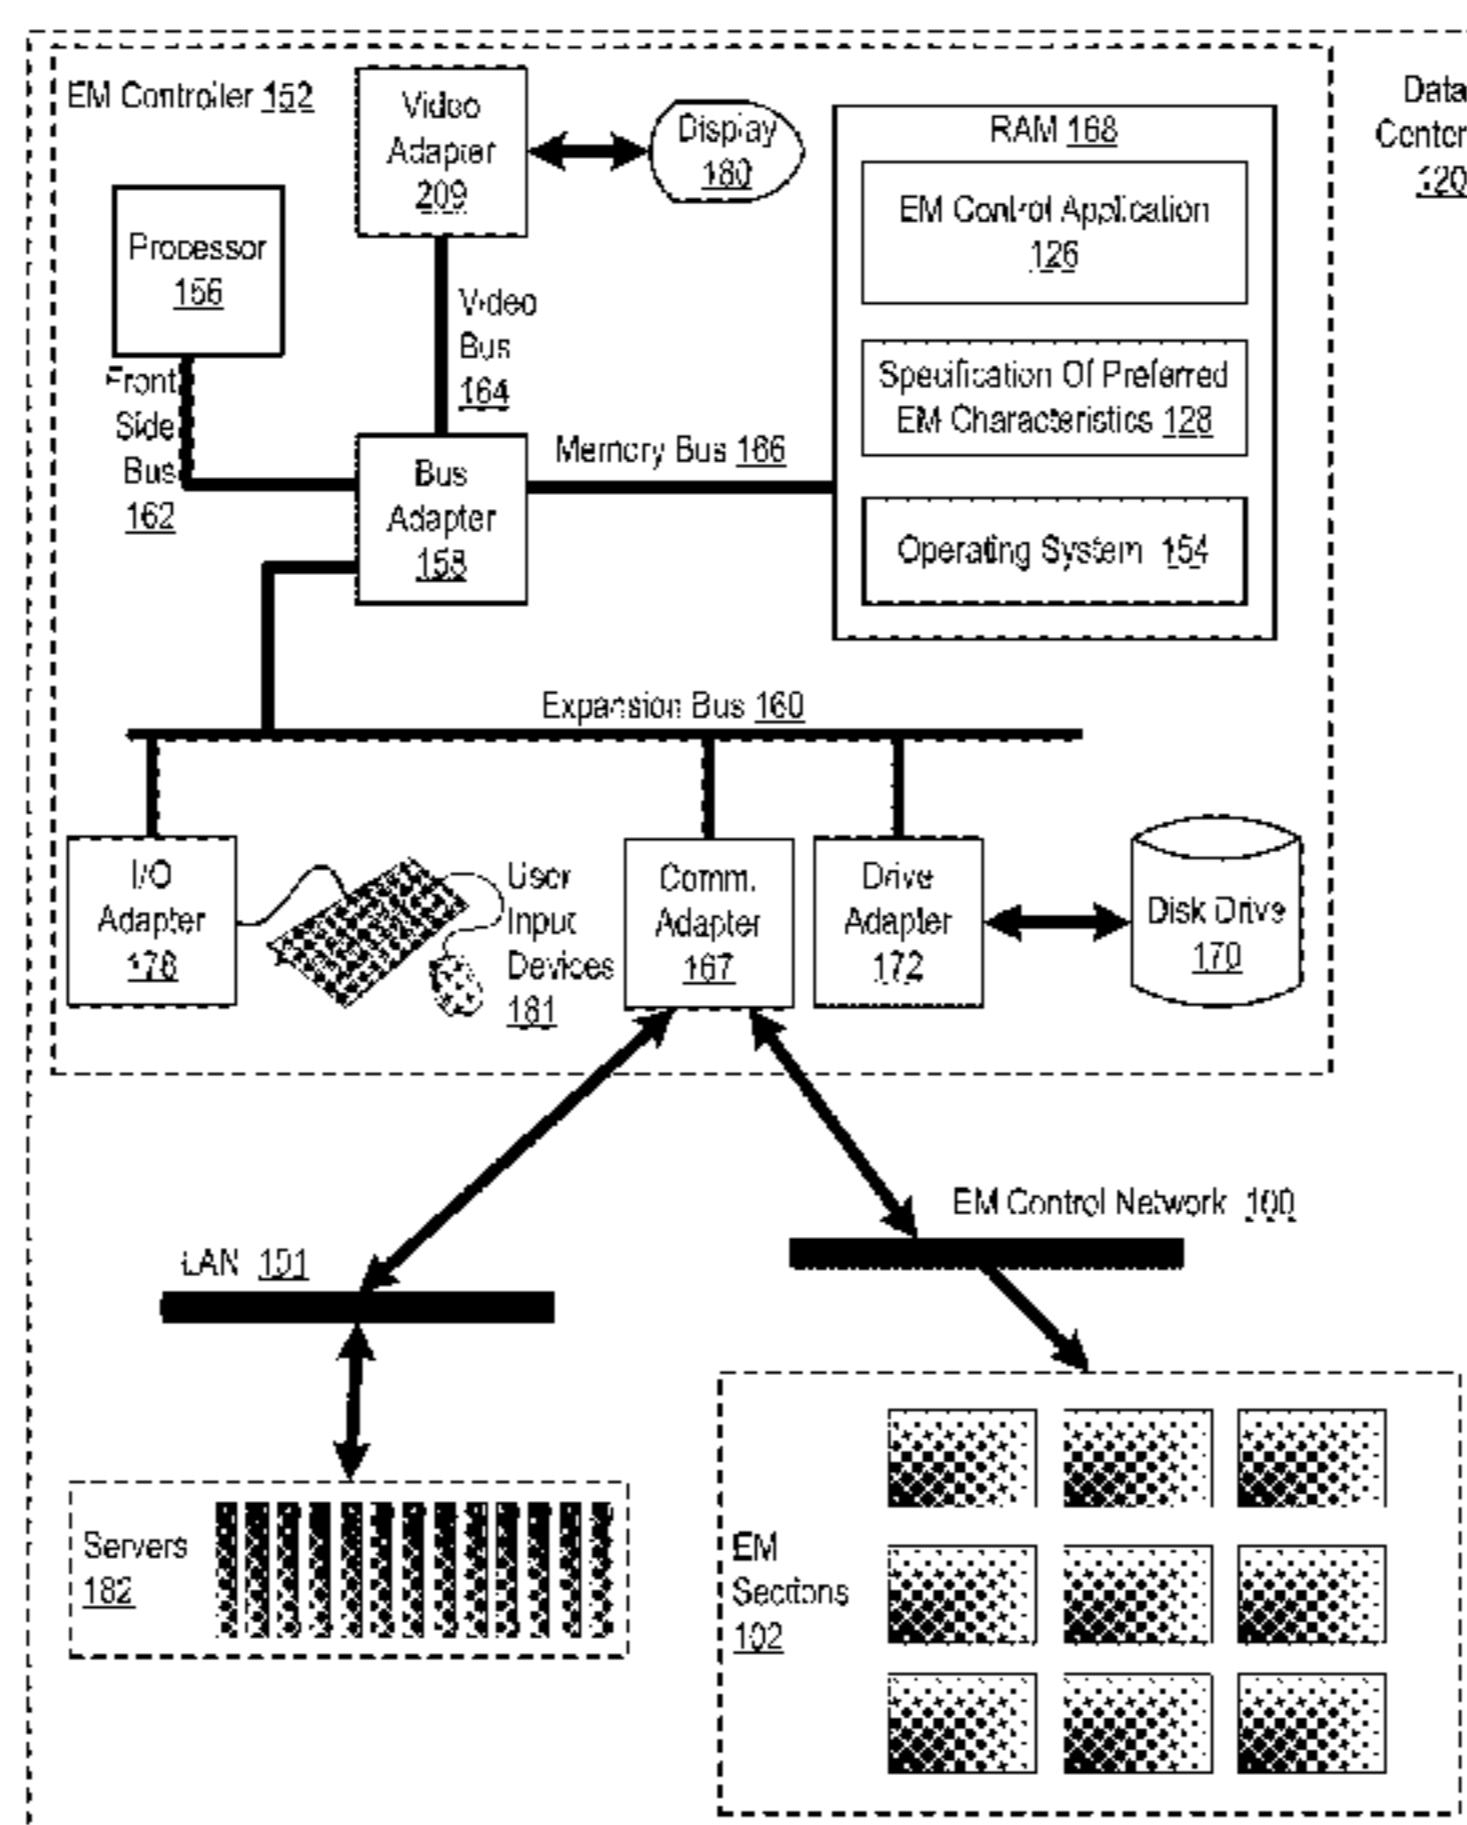 EM Controller 152
Data
Center
120
Video
Adapter
209
Display
180
RAM 168
EM Control Application
126
Processor
156
Video
Bus
164
Specification Of Preferred
EM Characteristics 128
Front
Side
Bus
162
Memory Bus 166
Bus
Adapter
158
Operating System 154
Expansion Bus 160
I/O
Adapter
178
User
Input
Devices
181
Comm.
Adapter
167
Drive
Adapter
172
Disk Drive
170
EM Control Network 100
LAN 101
Servers
182
EM
Sections
102